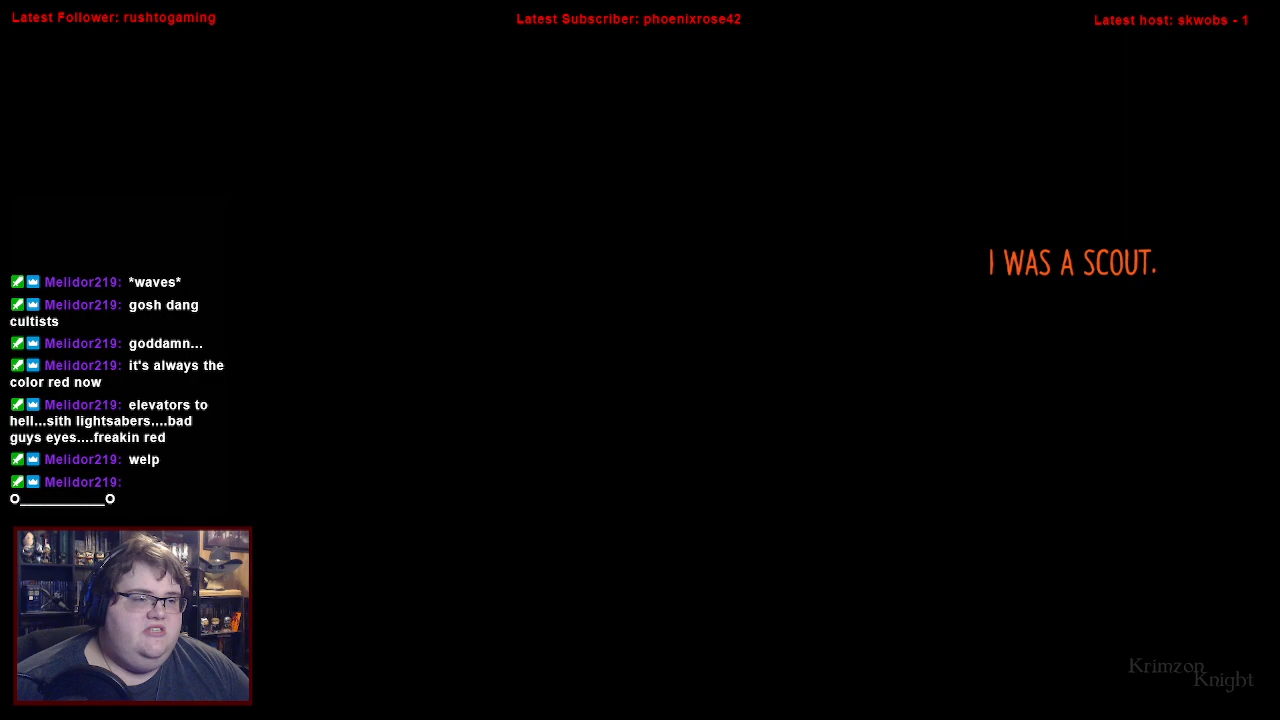 Latest Follower: rushtogaming
Latest Subscriber: phoenixrose42
Latest host: skwobs - 1
I WAS A SCOUT.
Melidor219: *waves*
Melidor219: gosh dang
cultists
Melidor219: goddamn...
Melidor219: it's always the
color red now
Melidor219: elevators to
hell...sith lightsabers....bad
guys eyes....freakin red
Melidor219: welp
Melidor219:
O____________O
Krimzon
Knight